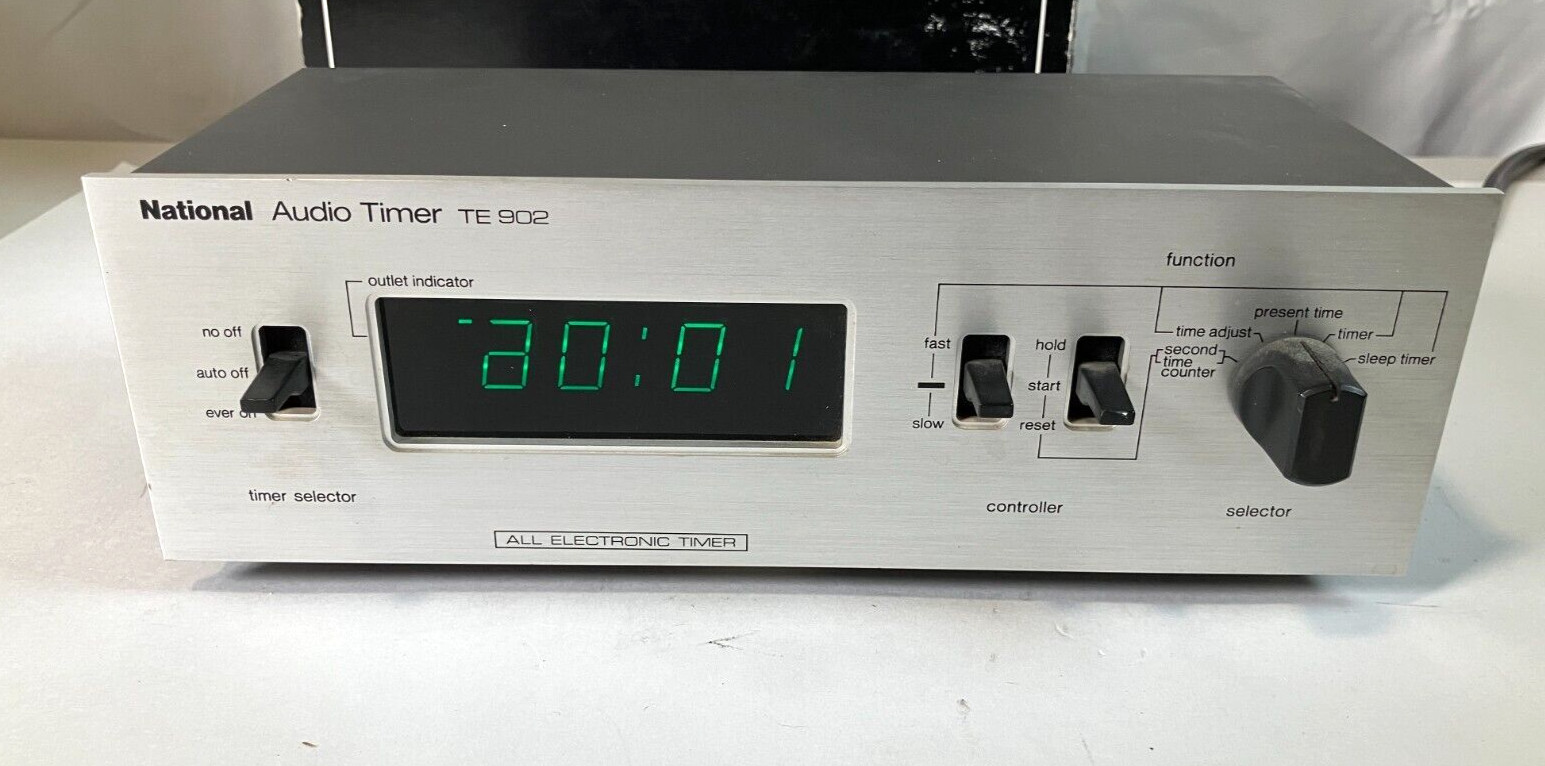 National Audio Timer TE 902
outlet indicator
no off
auto off
ever on
timer selector
20:01
ALL ELECTRONIC TIMER
function
fast
slow
hold
start
reset
controller
present time
time adjust
timer
second
time
counter
sleep timer
selector